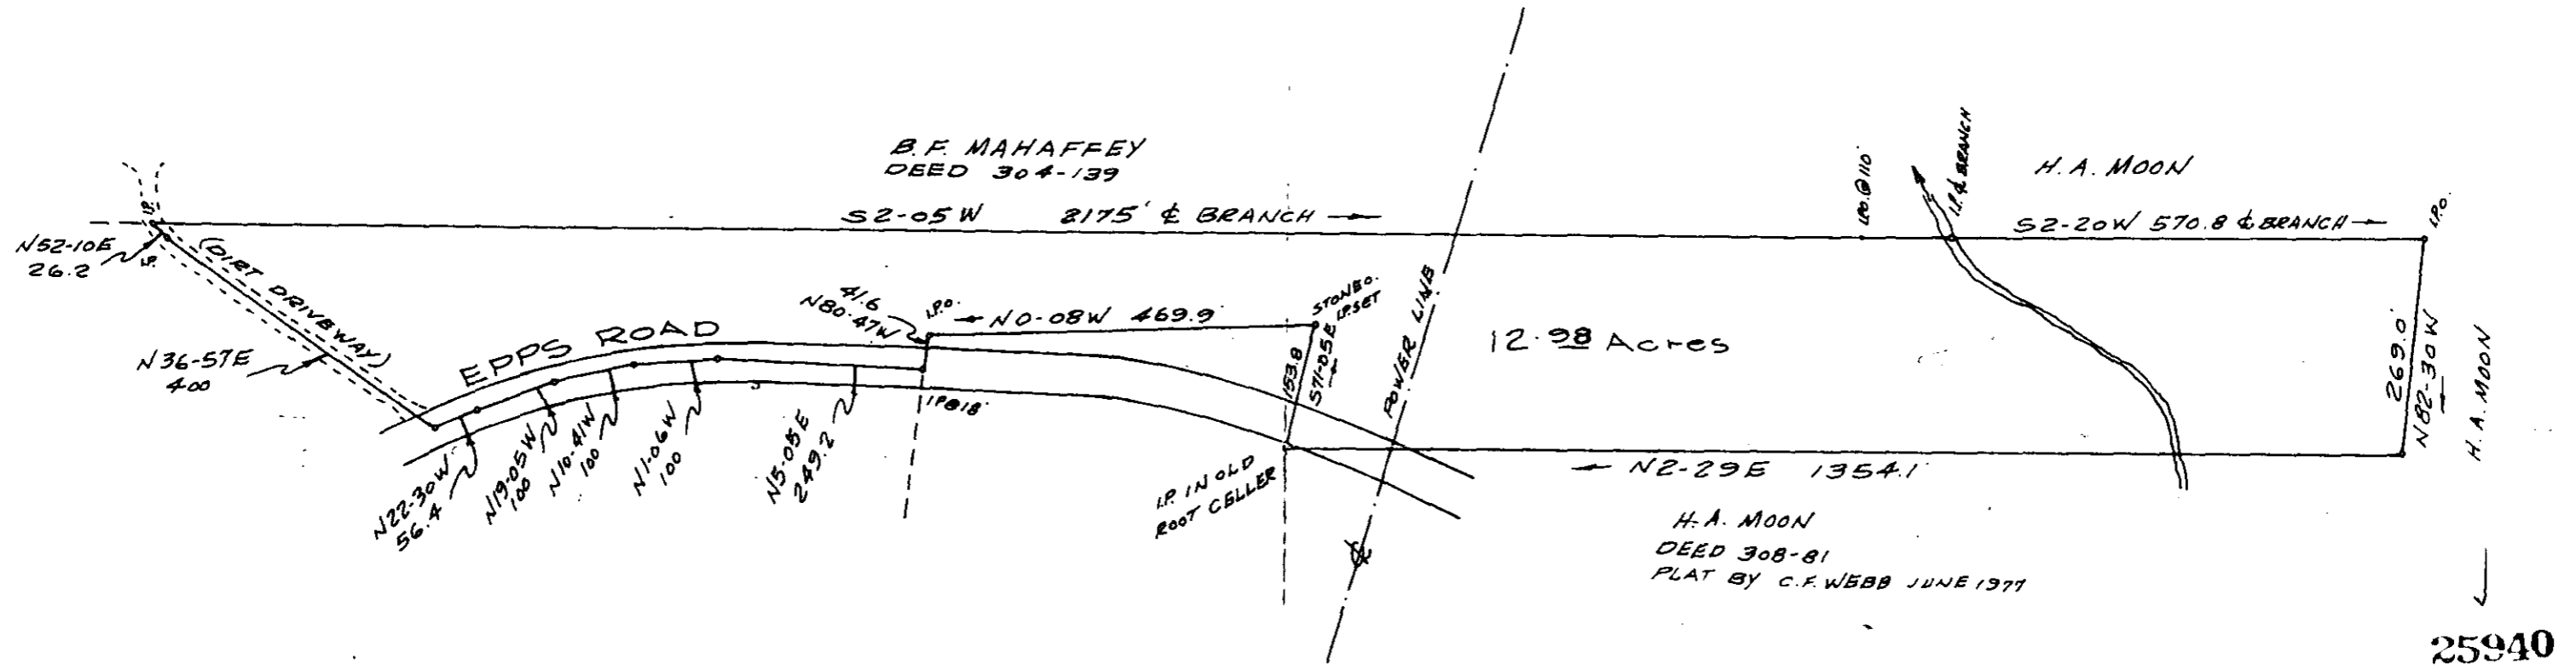 B.F. MAHAFFEY
DEED 304-139
H. A. MOON
I.P.O. @ 110'
I.P. ₵ BRANCH
S2-05W 2175' ₵ BRANCH
S2-20W 570.8 ₵ BRANCH
I.P.O.
I.P.
N52-10E
26.2
I.P.
(DIRT DRIVEWAY)
N36-57E
400
EPPS ROAD
41.6
N80-47W
I.P.O.
N0-08W 469.9'
STONE O.
I.P. SET
153.8
S71-05E
POWER LINE
12.98 Acres
269.0'
N82-30W
H. A. MOON
I.P.@18'
N22-30W
56.4
N19-05W
100
N10-41W
100
N1-06W
100
N5-05E
249.2
I.P. IN OLD
ROOT CELLER
N2-29E 1354.1'
₵
H. A. MOON
DEED 308-81
PLAT BY C.F. WEBB JUNE 1977
25940